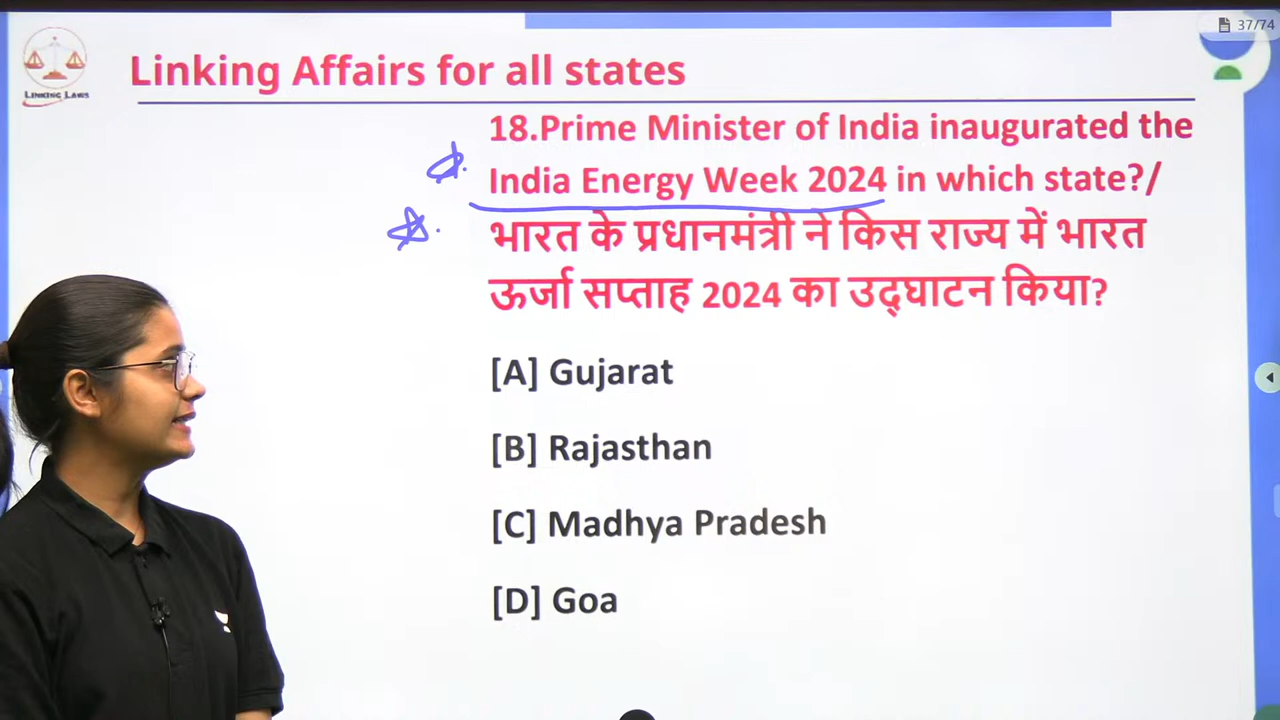 37/74
LINKING LAWS
Linking Affairs for all states
18.Prime Minister of India inaugurated the
India Energy Week 2024 in which state?/
भारत के प्रधानमंत्री ने किस राज्य में भारत
ऊर्जा सप्ताह 2024 का उद्घाटन किया?
[A] Gujarat
[B] Rajasthan
[C] Madhya Pradesh
[D] Goa